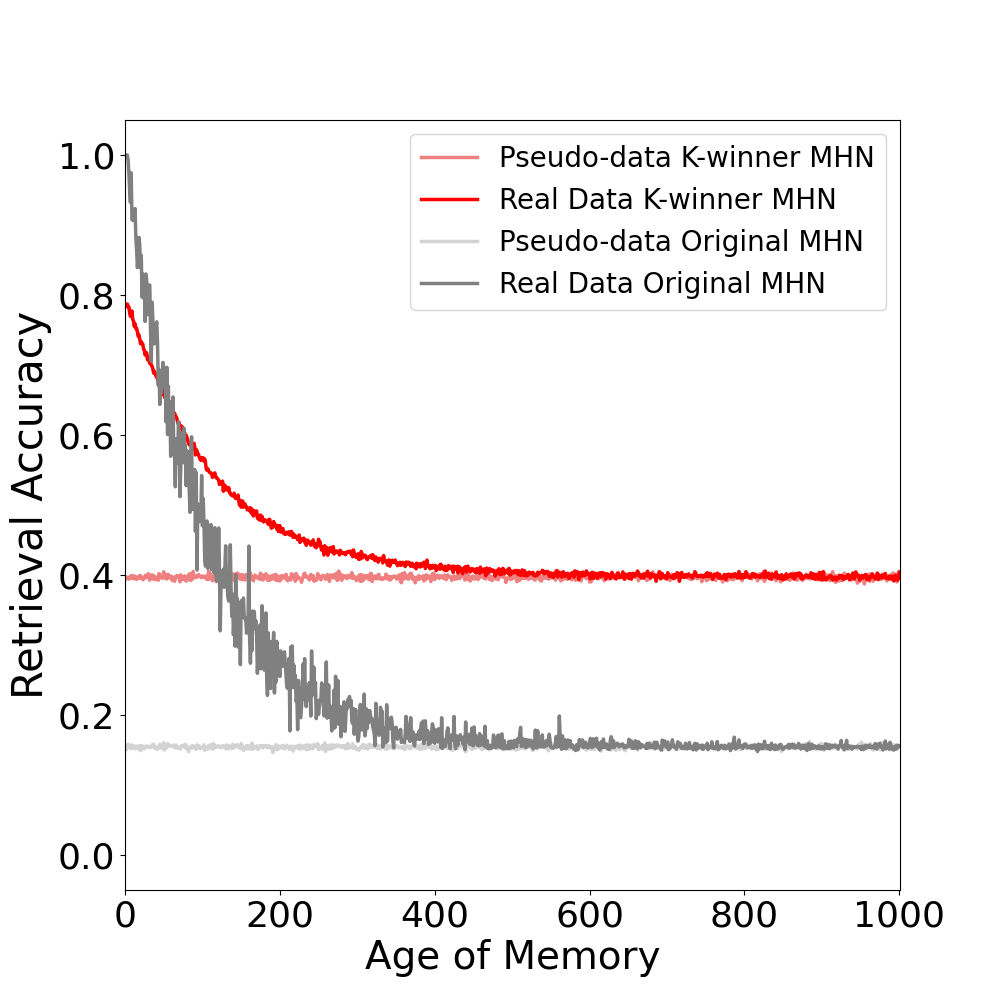 Pseudo-data K-winner MHN
Real Data K-winner MHN
Pseudo-data Original MHN
Real Data Original MHN
1.0
0.8
0.6
0.4
0.2
0.0
Retrieval Accuracy
0 200 400 600 800 1000
Age of Memory